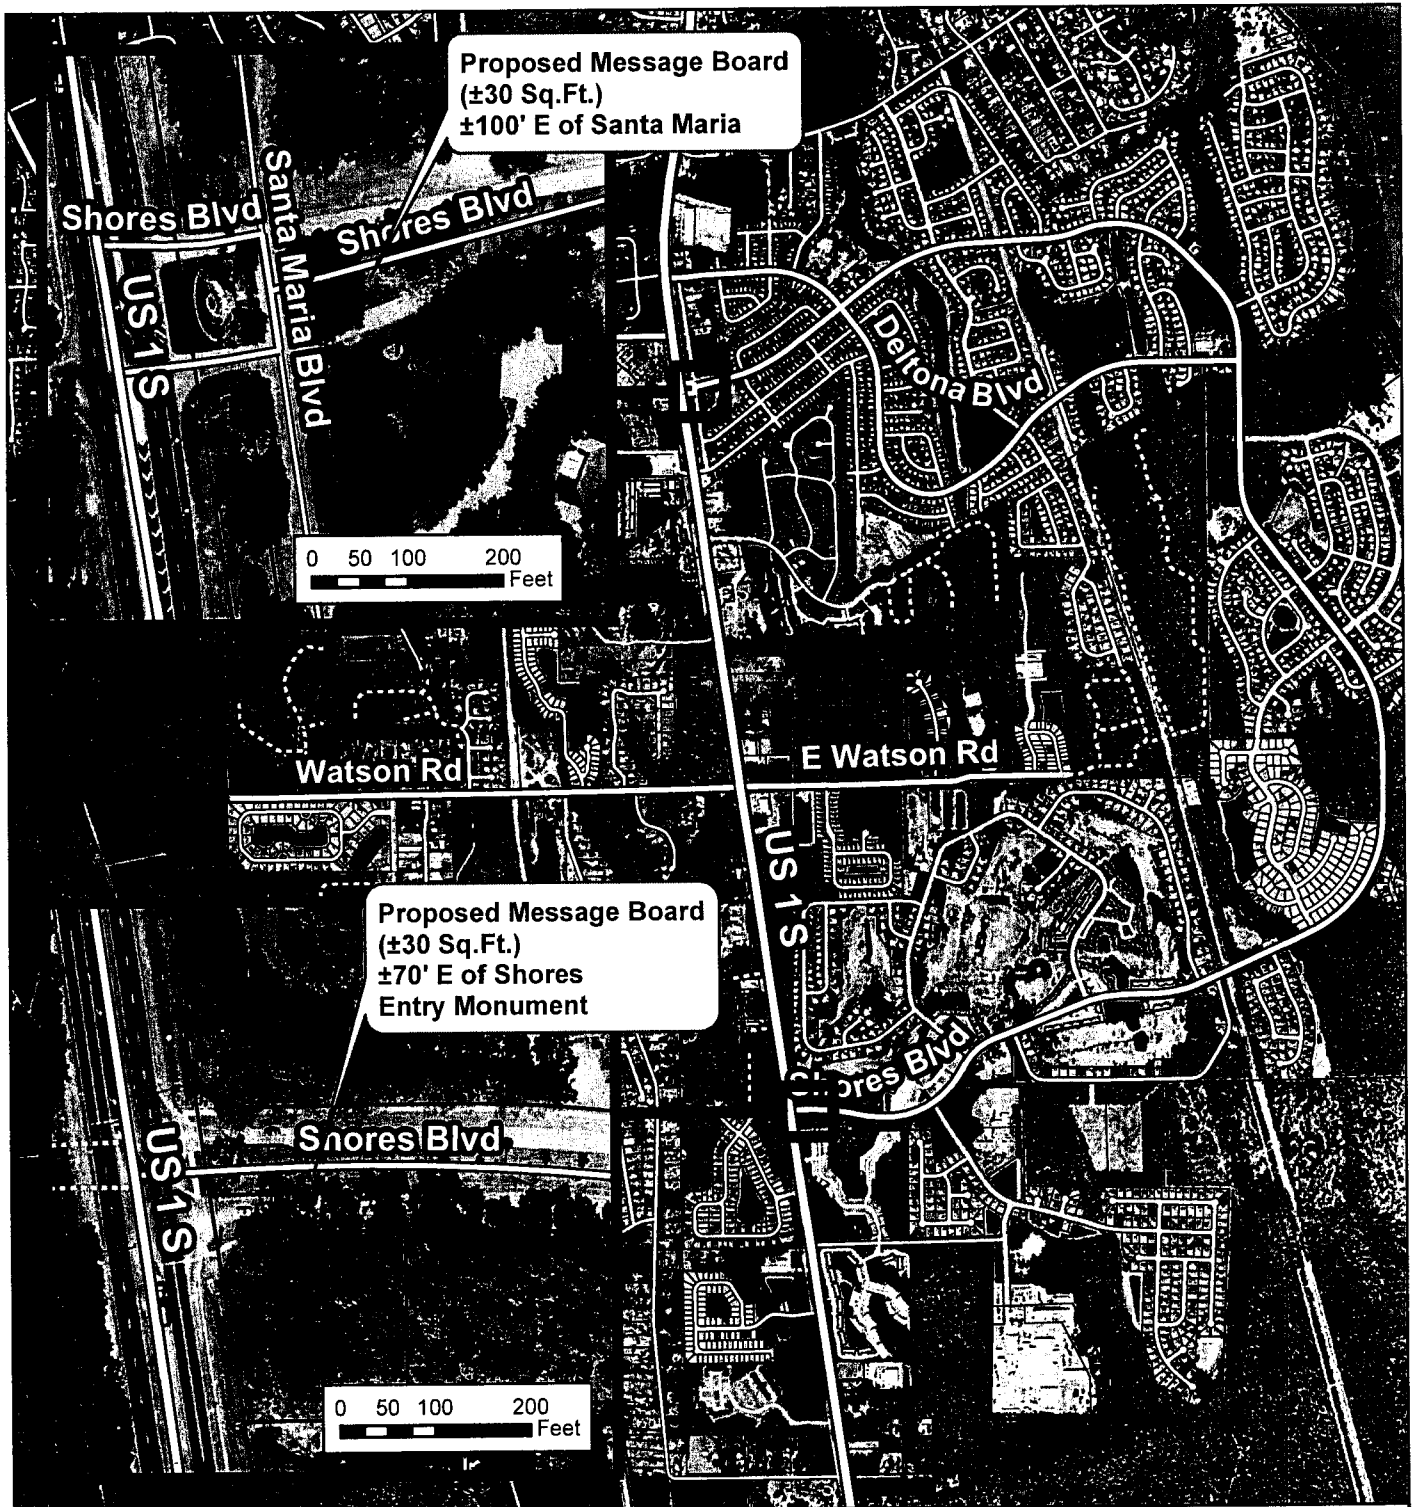 Proposed Message Board
(±30 Sq.Ft.)
±100' E of Santa Maria
Shores Blvd
Santa Maria Blvd
Shores Blvd
US 1 S
Deltona Blvd
0 50 100 200
Feet
Watson Rd
E Watson Rd
US 1 S
Proposed Message Board
(±30 Sq.Ft.)
±70' E of Shores
Entry Monument
Shores Blvd
Shores Blvd
US 1 S
0 50 100 200
Feet